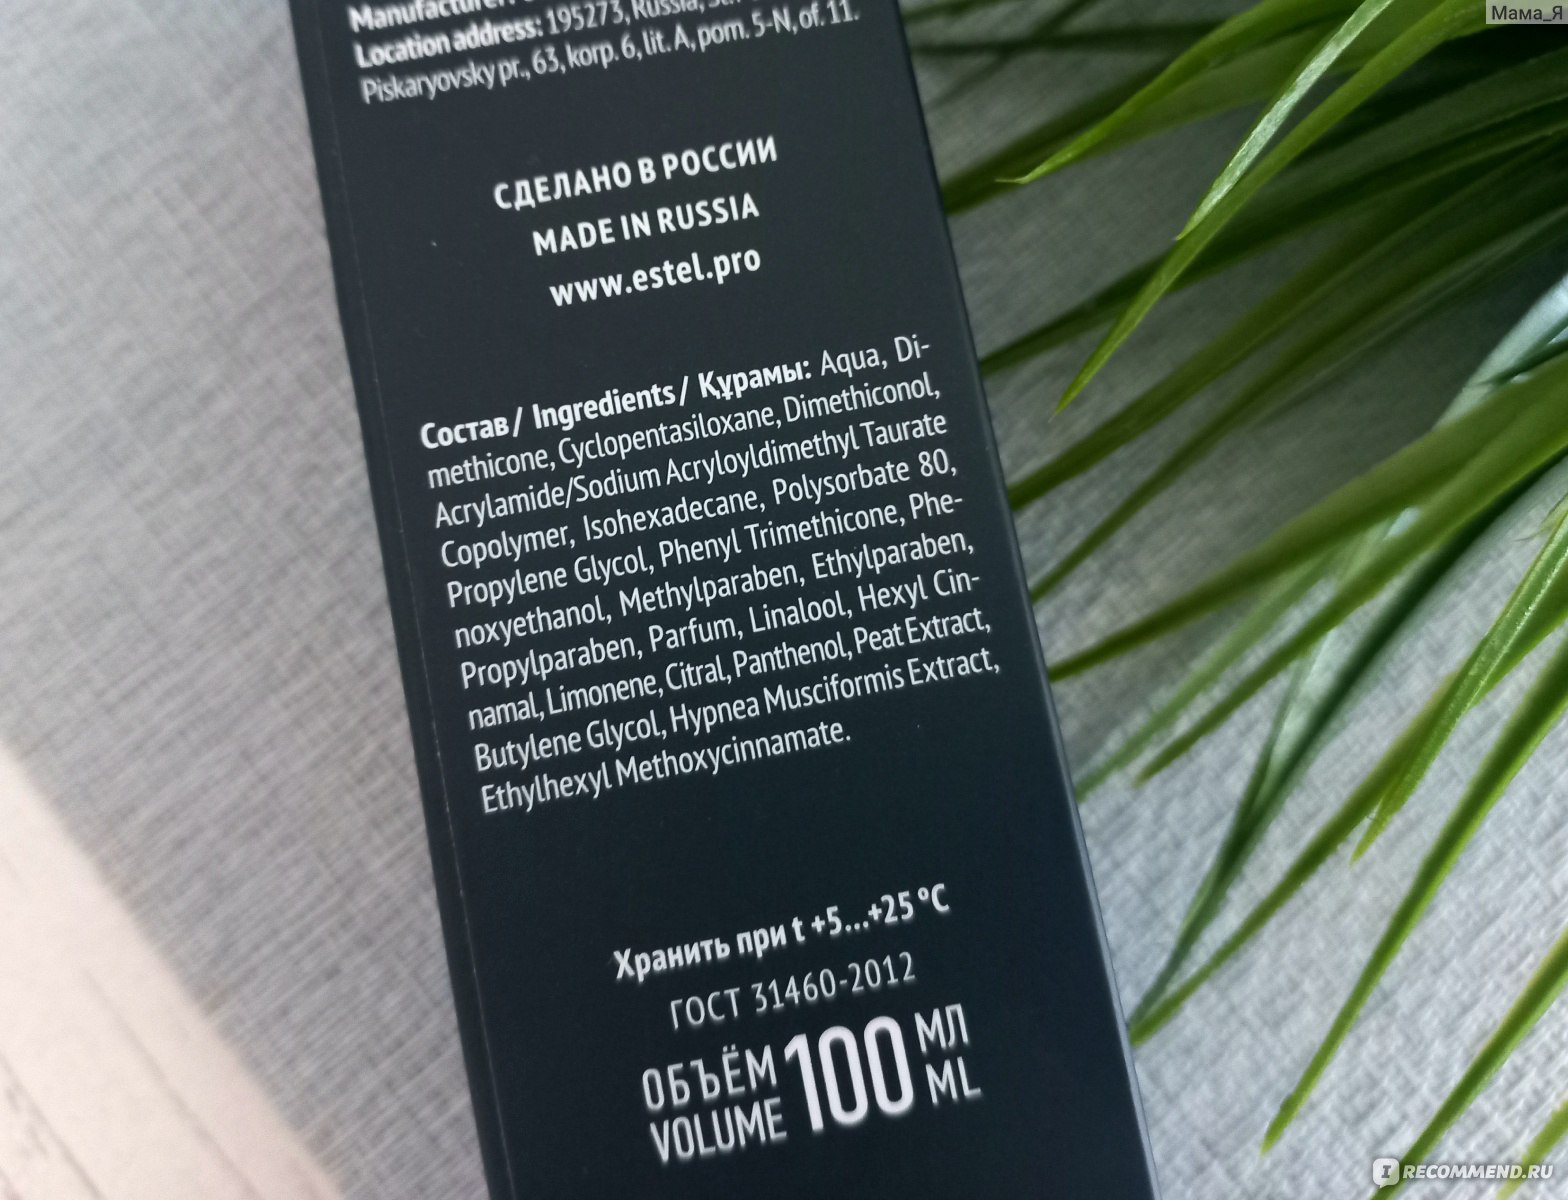 Мама_Я
Manufacturer:
Location address: 195273, Russia,
Piskaryovsky pr., 63, korp. 6, lit. A, pom. 5-N, of. 11.
СДЕЛАНО В РОССИИ
MADE IN RUSSIA
www.estel.pro
Состав / Ingredients / Құрамы: Aqua, Di-
methicone, Cyclopentasiloxane, Dimethiconol,
Acrylamide/Sodium Acryloyldimethyl Taurate
Copolymer, Isohexadecane, Polysorbate 80,
Propylene Glycol, Phenyl Trimethicone, Phe-
noxyethanol, Methylparaben, Ethylparaben,
Propylparaben, Parfum, Linalool, Hexyl Cin-
namal, Limonene, Citral, Panthenol, Peat Extract,
Butylene Glycol, Hypnea Musciformis Extract,
Ethylhexyl Methoxycinnamate.
Хранить при t +5...+25 °C
ГОСТ 31460-2012
ОБЪЁМ 100 МЛ
VOLUME ML
IRECOMMEND.RU